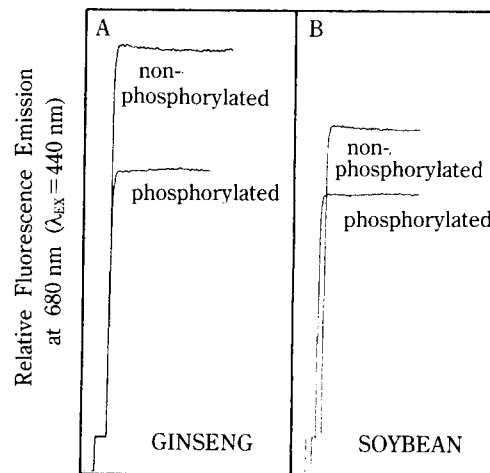 Relative Fluorescence Emission
at 680 nm (λEX=440 nm)
A
non-
phosphorylated
phosphorylated
GINSENG
B
non-
phosphorylated
phosphorylated
SOYBEAN